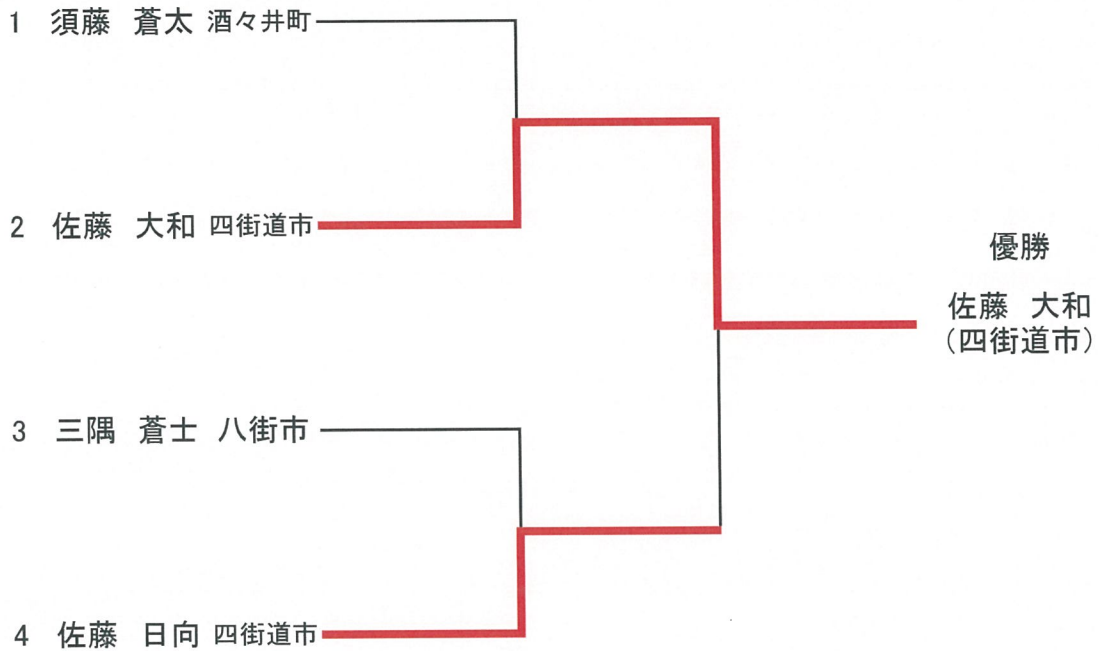 1 須藤 蒼太 酒々井町
2 佐藤 大和 四街道市
優勝
佐藤 大和
(四街道市)
3 三隅 蒼士 八街市
4 佐藤 日向 四街道市